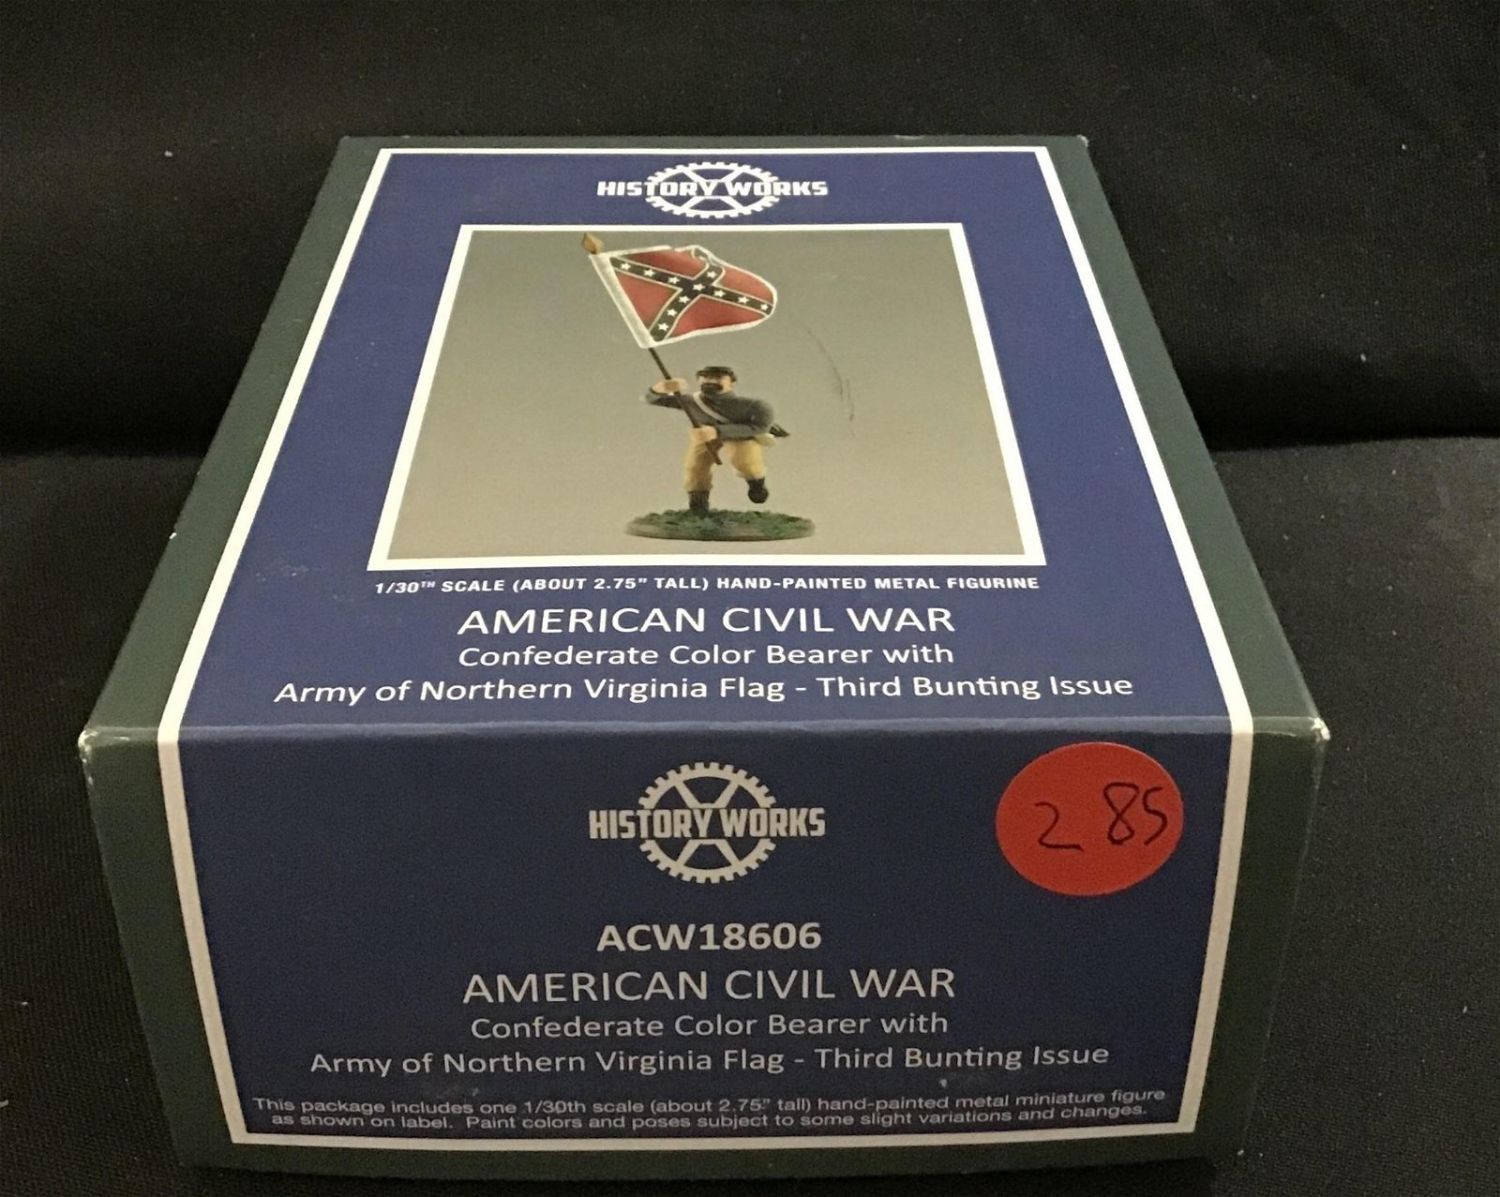 HISTORY WORKS
1/30TH SCALE (ABOUT 2.75" TALL) HAND-PAINTED METAL FIGURINE
AMERICAN CIVIL WAR
Confederate Color Bearer with
Army of Northern Virginia Flag - Third Bunting Issue
HISTORY WORKS
2 85
ACW18606
AMERICAN CIVIL WAR
Confederate Color Bearer with
Army of Northern Virginia Flag - Third Bunting Issue
This package includes one 1/30th scale (about 2.75" tall) hand-painted metal miniature figure
as shown on label. Paint colors and poses subject to some slight variations and changes.